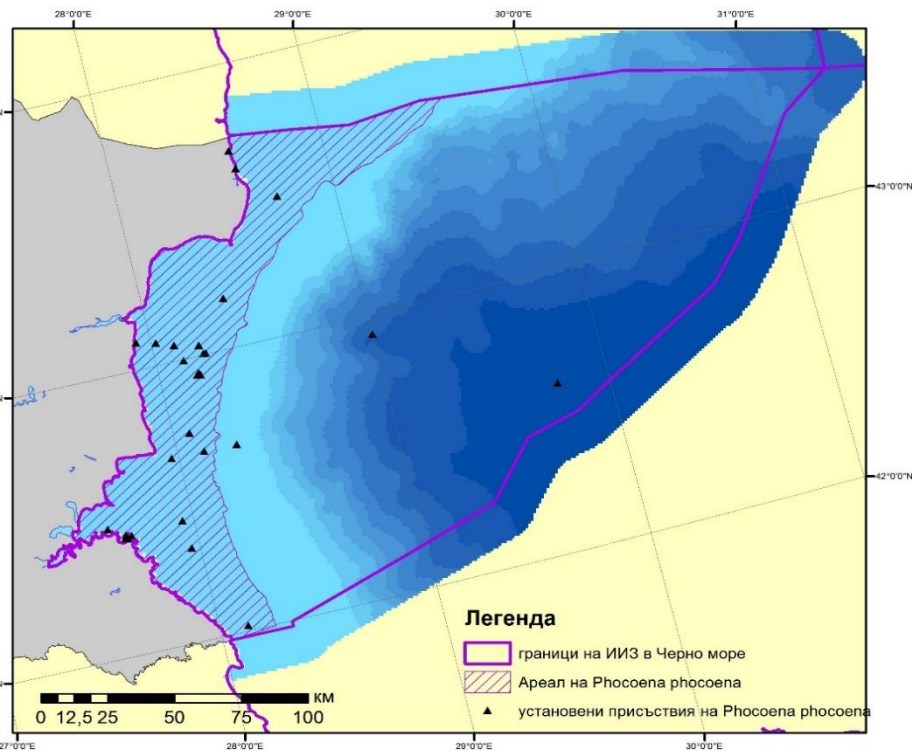 28°0'0"E 29°0'0"E 30°0'0"E 31°0'0"E
43°0'0"N
42°0'0"N
Легенда
граници на ИИЗ в Черно море
Ареал на Phocoena phocoena
установени присъствия на Phocoena phocoena
КМ
0 12,5 25 50 75 100
27°0'0"E 28°0'0"E 29°0'0"E 30°0'0"E